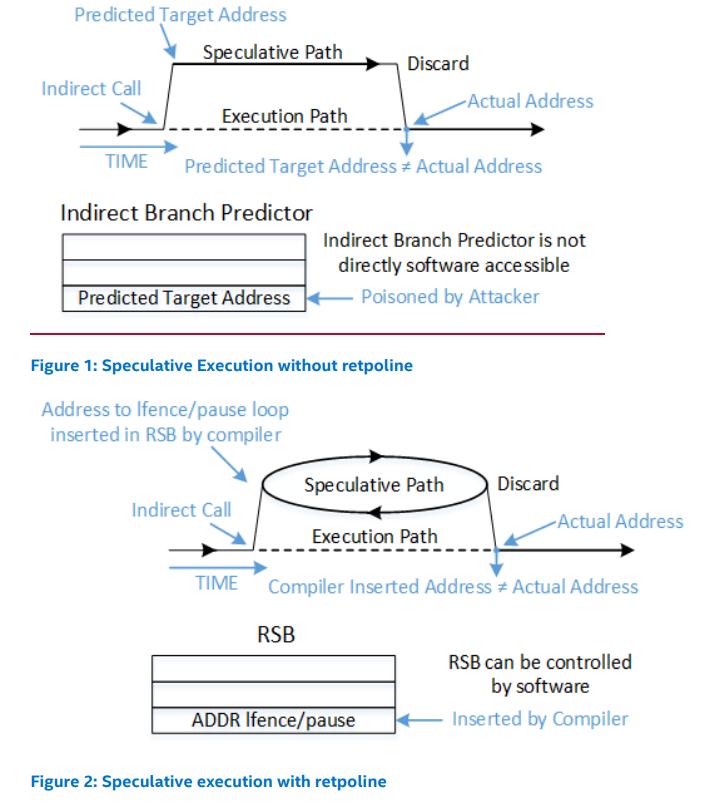 Predicted Target Address
Speculative Path
Discard
Indirect Call
Actual Address
Execution Path
TIME
Predicted Target Address ≠ Actual Address
Indirect Branch Predictor
Indirect Branch Predictor is not
directly software accessible
Predicted Target Address
Poisoned by Attacker
Figure 1: Speculative Execution without retpoline
Address to lfence/pause loop
inserted in RSB by compiler
Speculative Path
Discard
Indirect Call
Actual Address
Execution Path
TIME
Compiler Inserted Address ≠ Actual Address
RSB
RSB can be controlled
by software
ADDR lfence/pause
Inserted by Compiler
Figure 2: Speculative execution with retpoline